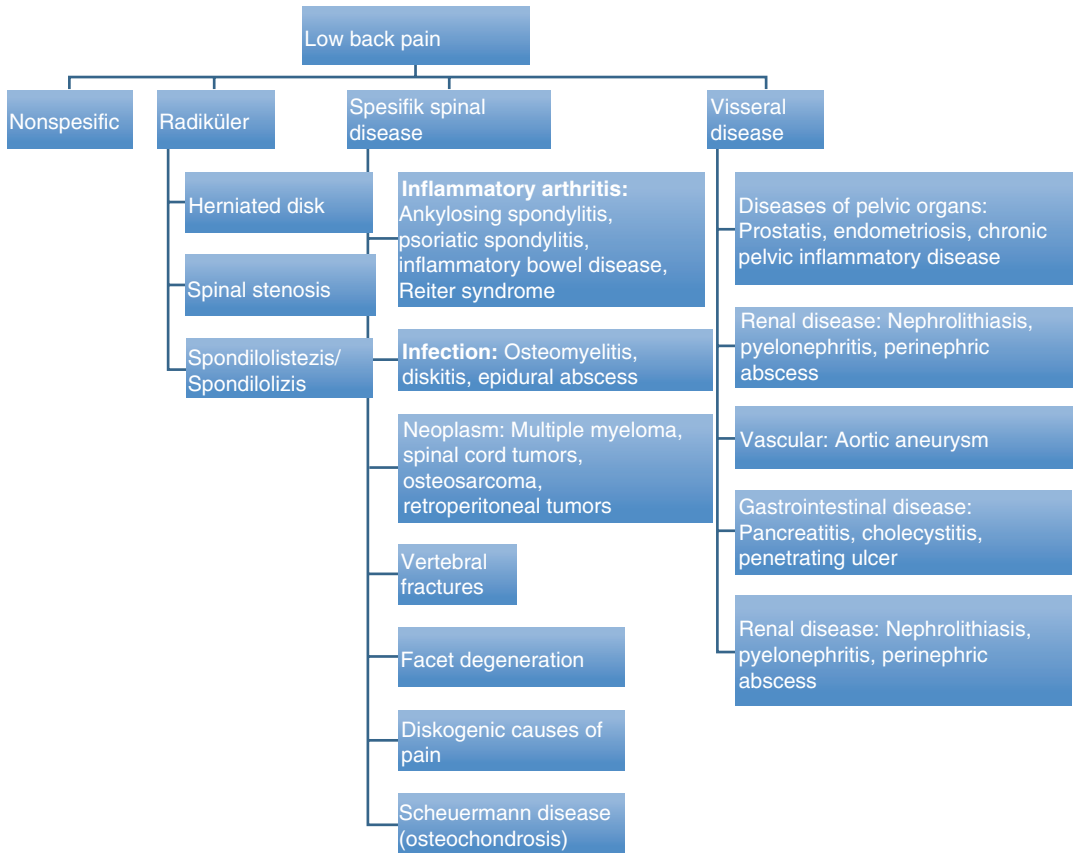 Low back pain
Nonspesific
Radiküler
Herniated disk
Spinal stenosis
Spondilolistezis/
Spondilolizis
Spesifik spinal
disease
Inflammatory arthritis:
Ankylosing spondylitis,
psoriatic spondylitis,
inflammatory bowel disease,
Reiter syndrome
Infection: Osteomyelitis,
diskitis, epidural abscess
Neoplasm: Multiple myeloma,
spinal cord tumors,
osteosarcoma,
retroperitoneal tumors
Vertebral
fractures
Facet degeneration
Diskogenic causes of
pain
Scheuermann disease
(osteochondrosis)
Visseral
disease
Diseases of pelvic organs:
Prostatis, endometriosis, chronic
pelvic inflammatory disease
Renal disease: Nephrolithiasis,
pyelonephritis, perinephric
abscess
Vascular: Aortic aneurysm
Gastrointestinal disease:
Pancreatitis, cholecystitis,
penetrating ulcer
Renal disease: Nephrolithiasis,
pyelonephritis, perinephric
abscess